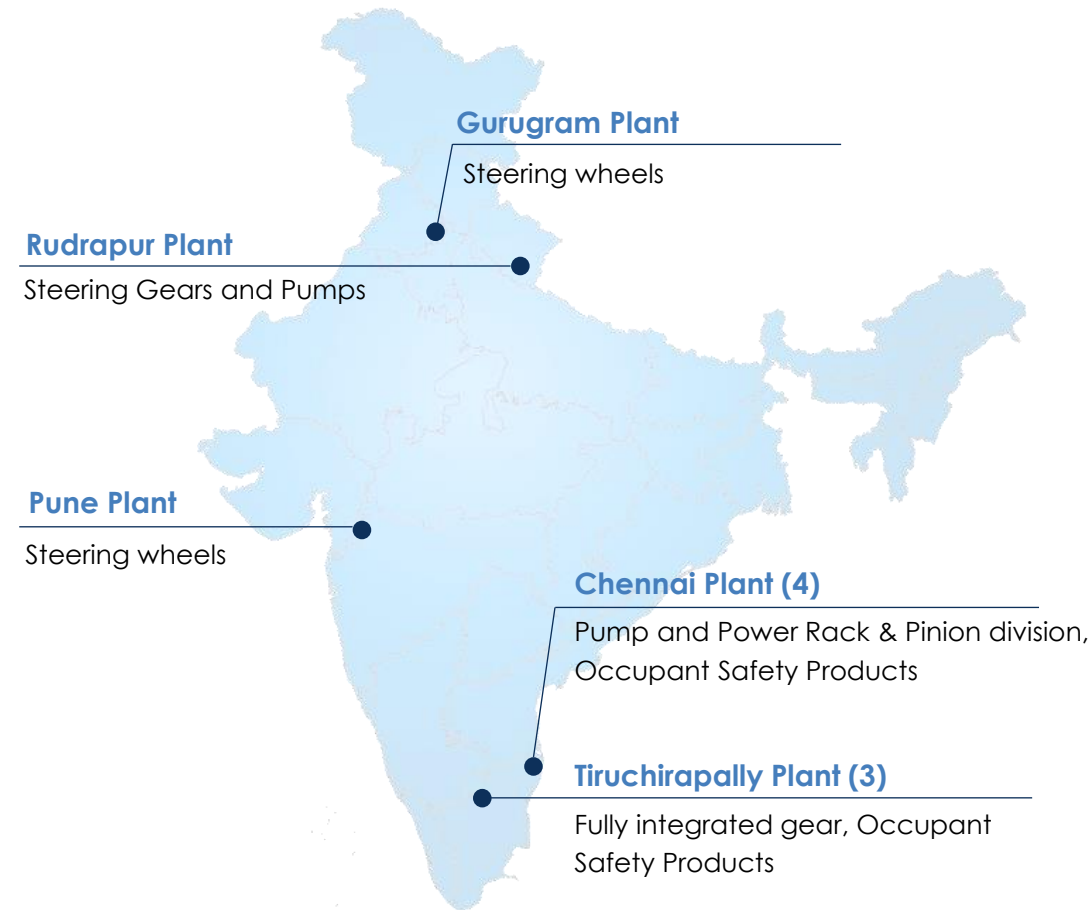 Gurugram Plant
Steering wheels
Rudrapur Plant
Steering Gears and Pumps
Pune Plant
Steering wheels
Chennai Plant (4)
Pump and Power Rack & Pinion division,
Occupant Safety Products
Tiruchirapally Plant (3)
Fully integrated gear, Occupant
Safety Products